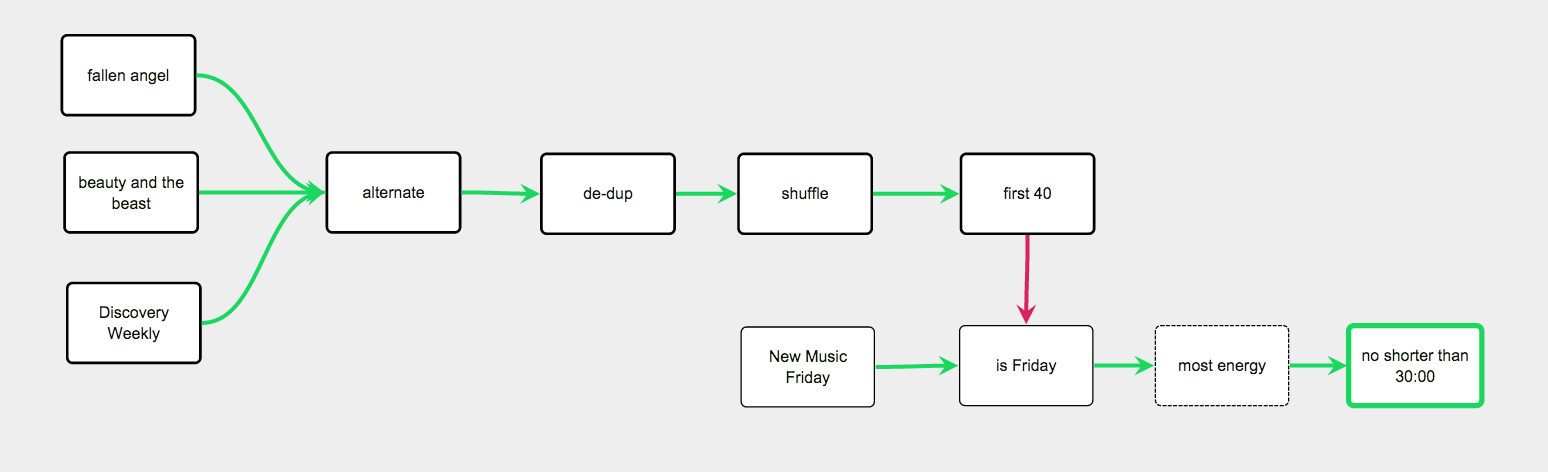 fallen angel
beauty and the
beast
Discovery
Weekly
alternate
de-dup
shuffle
first 40
New Music
Friday
is Friday
most energy
no shorter than
30:00